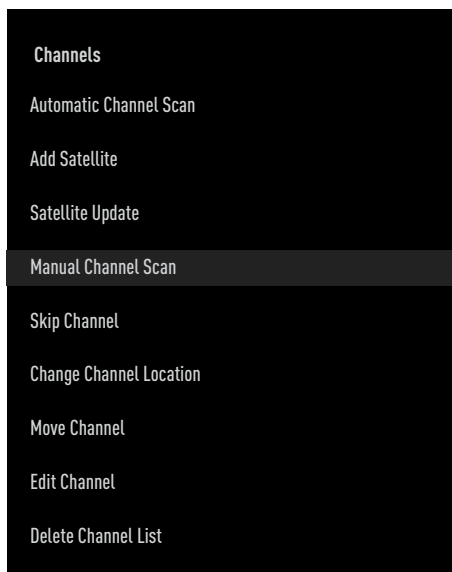 Channels
Automatic Channel Scan
Add Satellite
Satellite Update
Manual Channel Scan
Skip Channel
Change Channel Location
Move Channel
Edit Channel
Delete Channel List